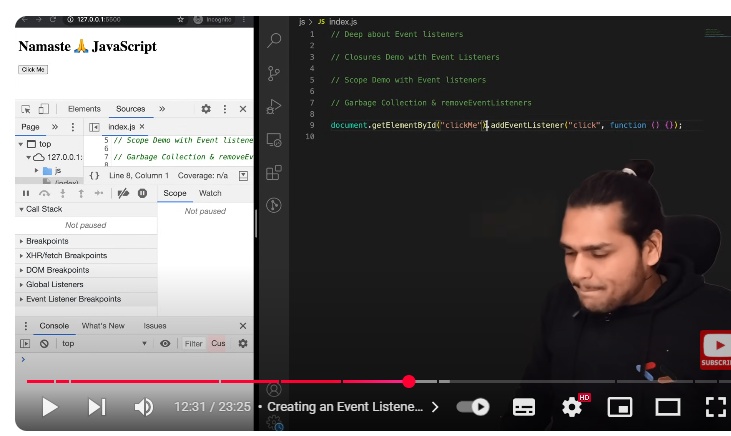 127.0.0.1:5500
Incognito
Namaste 🙏 JavaScript
Click Me
Elements
Sources
»
Page
»
index.js ×
top
127.0.0.1:
js
(index)
5 // Scope Demo with Event listene
6
7 // Garbage Collection & removeEv
8
{} Line 8, Column 1 Coverage: n/a
Scope Watch
Call Stack
Not paused
Not paused
Breakpoints
XHR/fetch Breakpoints
DOM Breakpoints
Global Listeners
Event Listener Breakpoints
Console What's New Issues
top
Filter
Cus
js > JS index.js
1 // Deep about Event listeners
2
3 // Closures Demo with Event Listeners
4
5 // Scope Demo with Event listeners
6
7 // Garbage Collection & removeEventListeners
8
9 document.getElementById("clickMe").addEventListener("click", function () {});
10
SUBSCR
12:31 / 23:25 • Creating an Event Listene...
HD